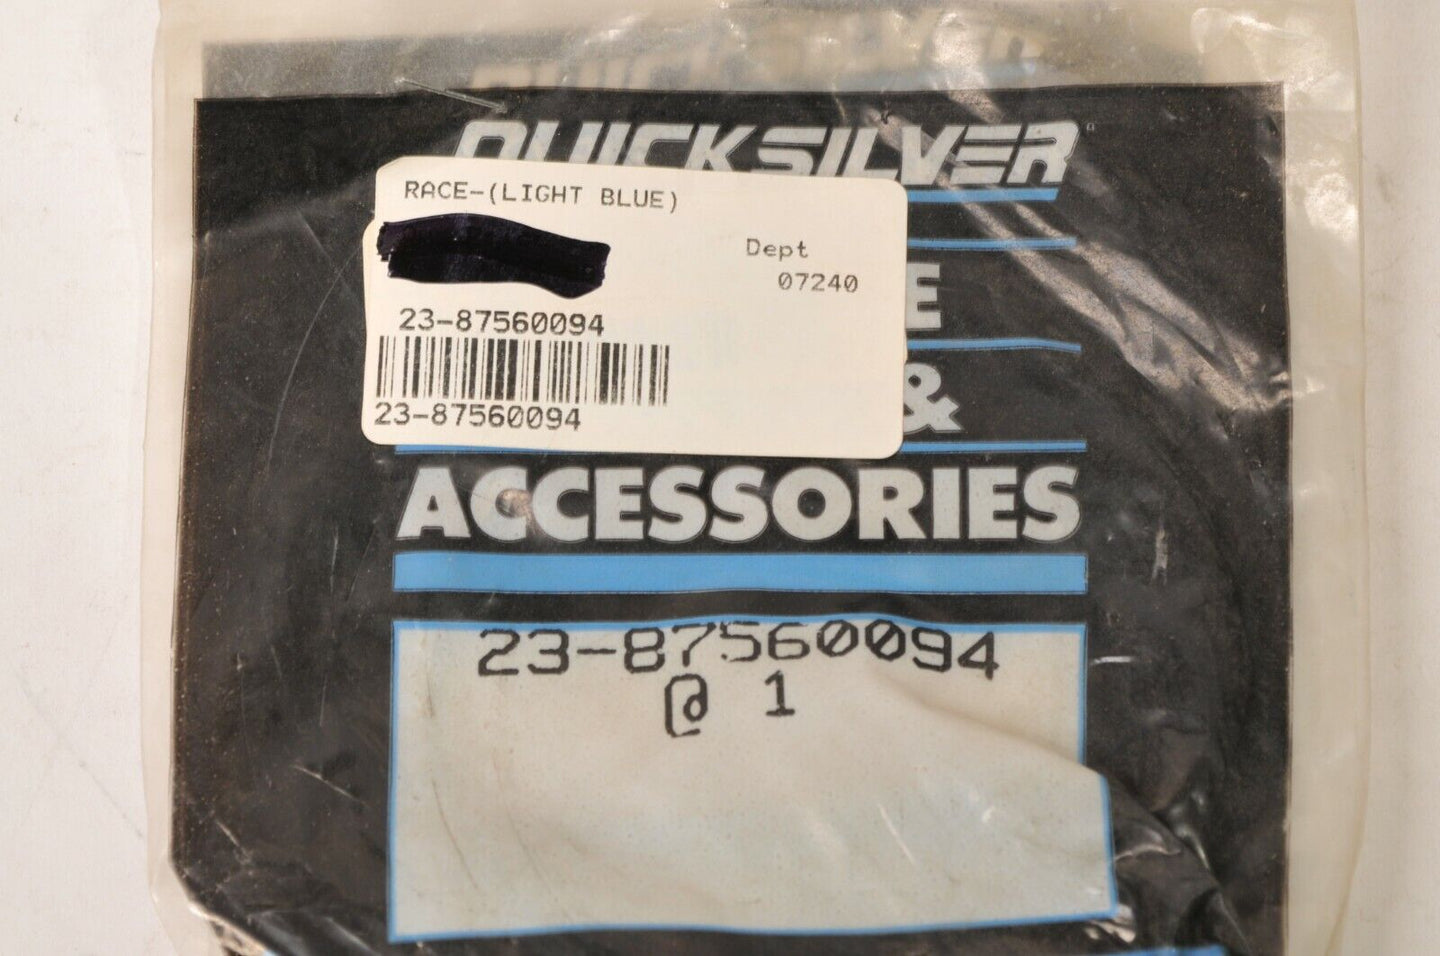 QUICKSILVER
RACE-(LIGHT BLUE)
Dept
07240
23-87560094
23-87560094
E
&
ACCESSORIES
23-87560094
@ 1